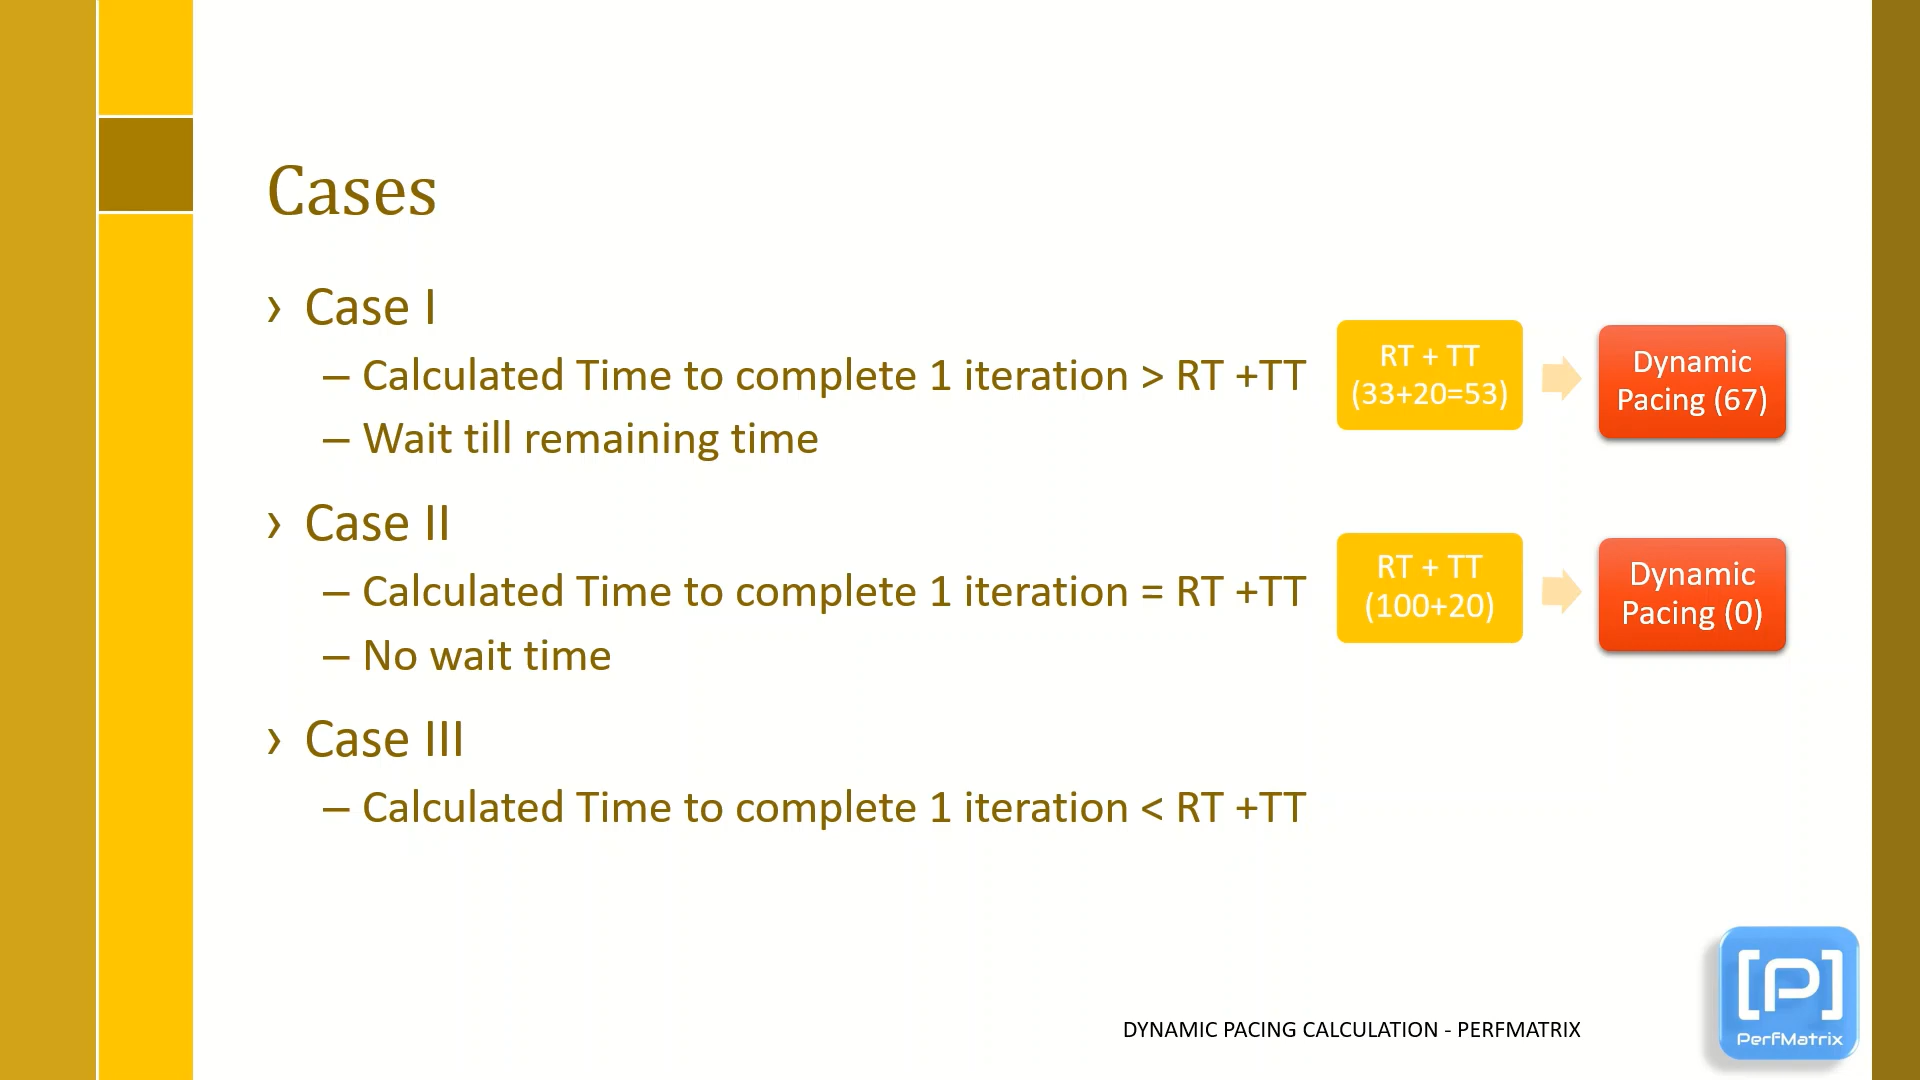 Cases
› Case I
– Calculated Time to complete 1 iteration > RT +TT
– Wait till remaining time
RT + TT
(33+20=53)
Dynamic
Pacing (67)
› Case II
– Calculated Time to complete 1 iteration = RT +TT
– No wait time
RT + TT
(100+20)
Dynamic
Pacing (0)
› Case III
– Calculated Time to complete 1 iteration < RT +TT
DYNAMIC PACING CALCULATION - PERFMATRIX
[P]
PerfMatrix